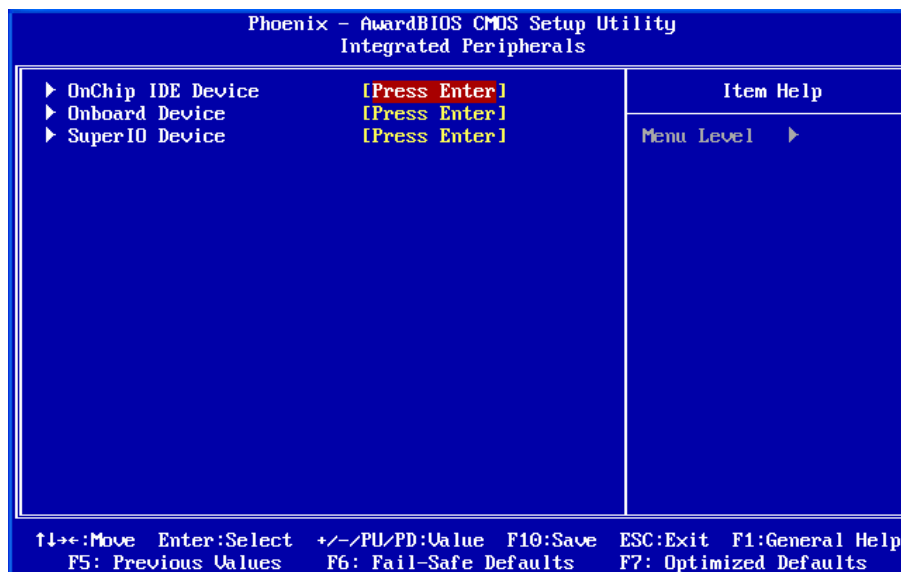 Phoenix - AwardBIOS CMOS Setup Utility
Integrated Peripherals
▶ OnChip IDE Device [Press Enter]
▶ Onboard Device [Press Enter]
▶ SuperIO Device [Press Enter]
Item Help
Menu Level ▶
↑↓→←:Move Enter:Select +/-/PU/PD:Value F10:Save ESC:Exit F1:General Help
F5: Previous Values F6: Fail-Safe Defaults F7: Optimized Defaults